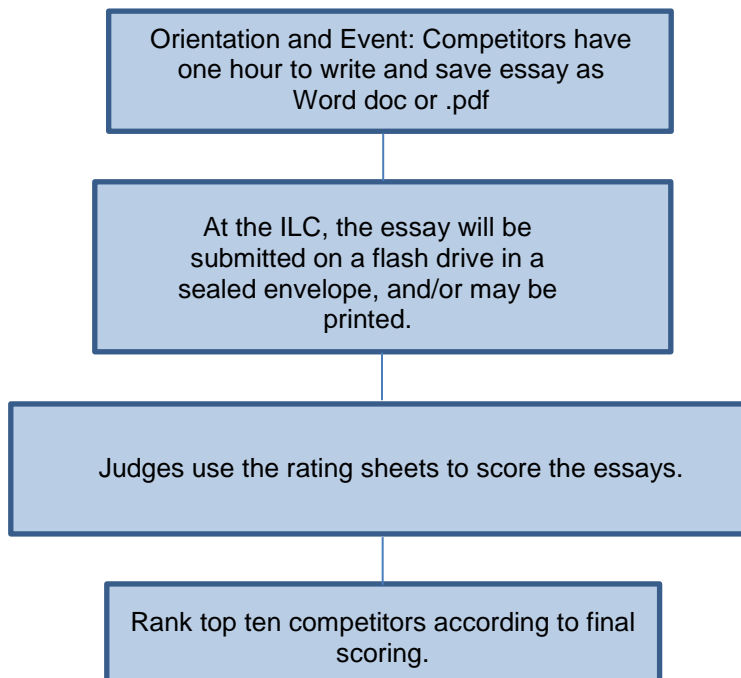 Orientation and Event: Competitors have
one hour to write and save essay as
Word doc or .pdf
At the ILC, the essay will be
submitted on a flash drive in a
sealed envelope, and/or may be
printed.
Judges use the rating sheets to score the essays.
Rank top ten competitors according to final
scoring.